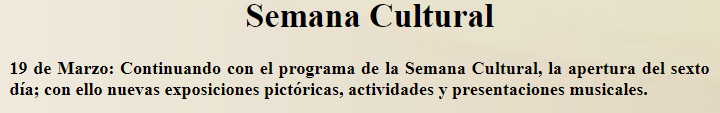 Semana Cultural
19 de Marzo: Continuando con el programa de la Semana Cultural, la apertura del sexto
día; con ello nuevas exposiciones pictóricas, actividades y presentaciones musicales.